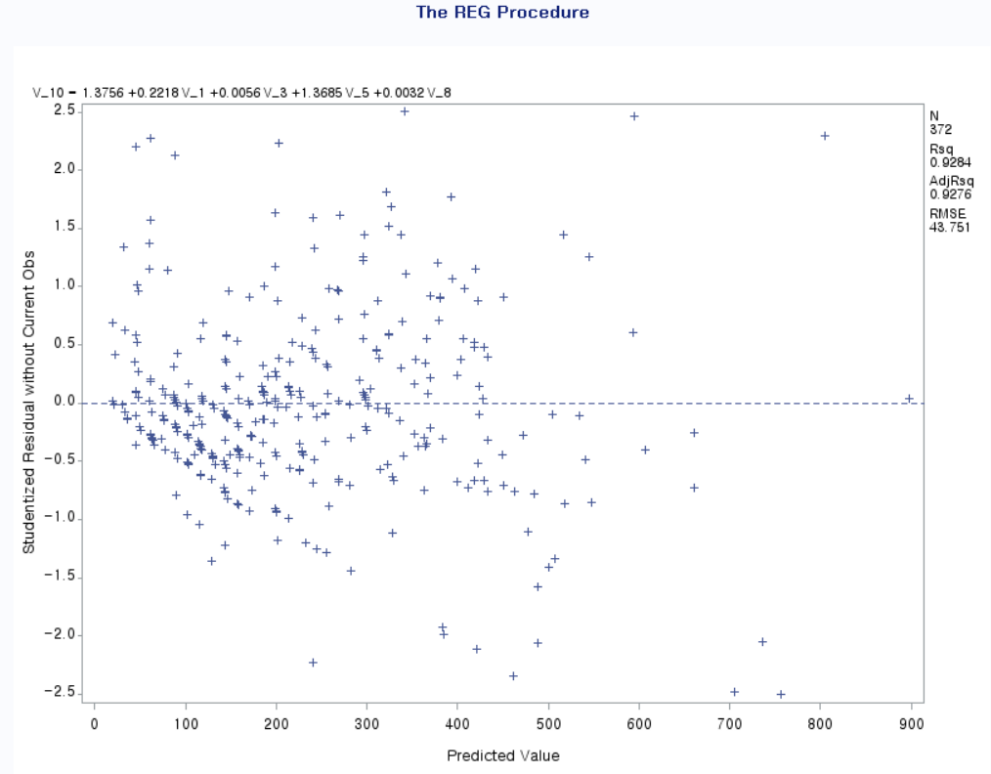 The REG Procedure
V_10 = 1.3756 +0.2218 V_1 +0.0056 V_3 +1.3685 V_5 +0.0032 V_8
N
372
Rsq
0.9284
AdjRsq
0.9276
RMSE
43.751
Studentized Residual without Current Obs
2.5
2.0
1.5
1.0
0.5
0.0
−0.5
−1.0
−1.5
−2.0
−2.5
0 100 200 300 400 500 600 700 800 900
Predicted Value